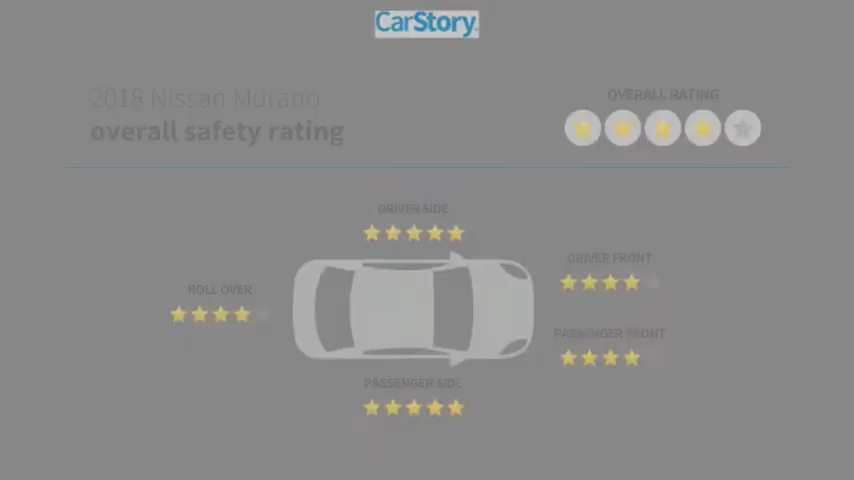 CarStory.
2018 Nissan Murano
overall safety rating
OVERALL RATING
DRIVER SIDE
DRIVER FRONT
ROLL OVER
PASSENGER FRONT
PASSENGER SIDE